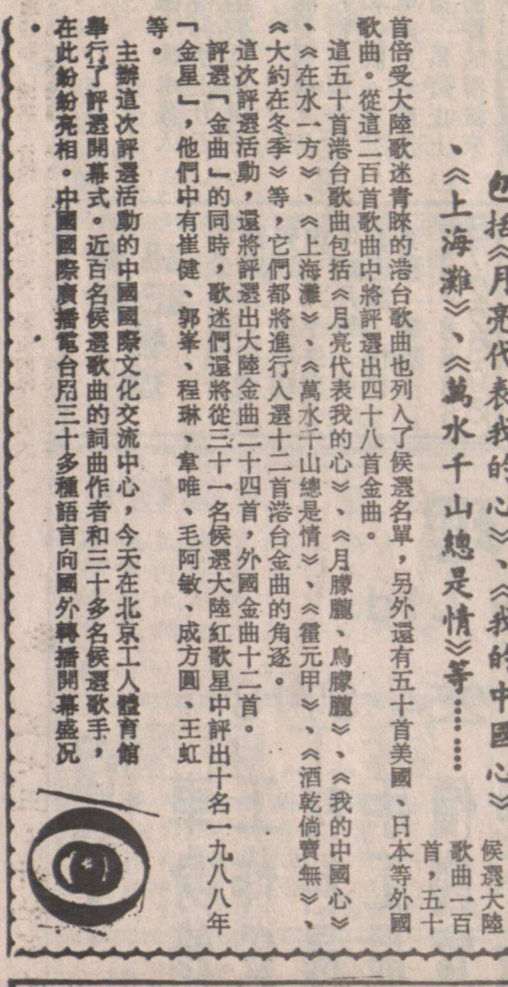 包括《月亮代表我的心》、《我的中國心》
、《上海灘》、《萬水千山總是情》等………
候選大陸
歌曲一百
首，五十
首倍受大陸歌迷青睞的港台歌曲也列入了候選名單，另外還有五十首美國、日本等外國
歌曲。從這二百首歌曲中將評選出四十八首金曲。
這五十首港台歌曲包括《月亮代表我的心》、《月朦朧、鳥朦朧》、《我的中國心》
、《在水一方》、《上海灘》、《萬水千山總是情》、《霍元甲》、《酒乾倘賣無》、
《大約在冬季》等，它們都將進行入選十二首港台金曲的角逐。
這次評選活動，還將評選出大陸金曲二十四首，外國金曲十二首。
評選「金曲」的同時，歌迷們還將從三十一名候選大陸紅歌星中評出十名一九八八年
「金星」，他們中有崔健、郭峯、程琳、韋唯、毛阿敏、成方圓、王虹
等。
主辦這次評選活動的中國國際文化交流中心，今天在北京工人體育館
舉行了評選開幕式。近百名候選歌曲的詞曲作者和三十多名候選歌手，
在此紛紛亮相。中國國際廣播電台用三十多種語言向國外轉播開幕盛況
。